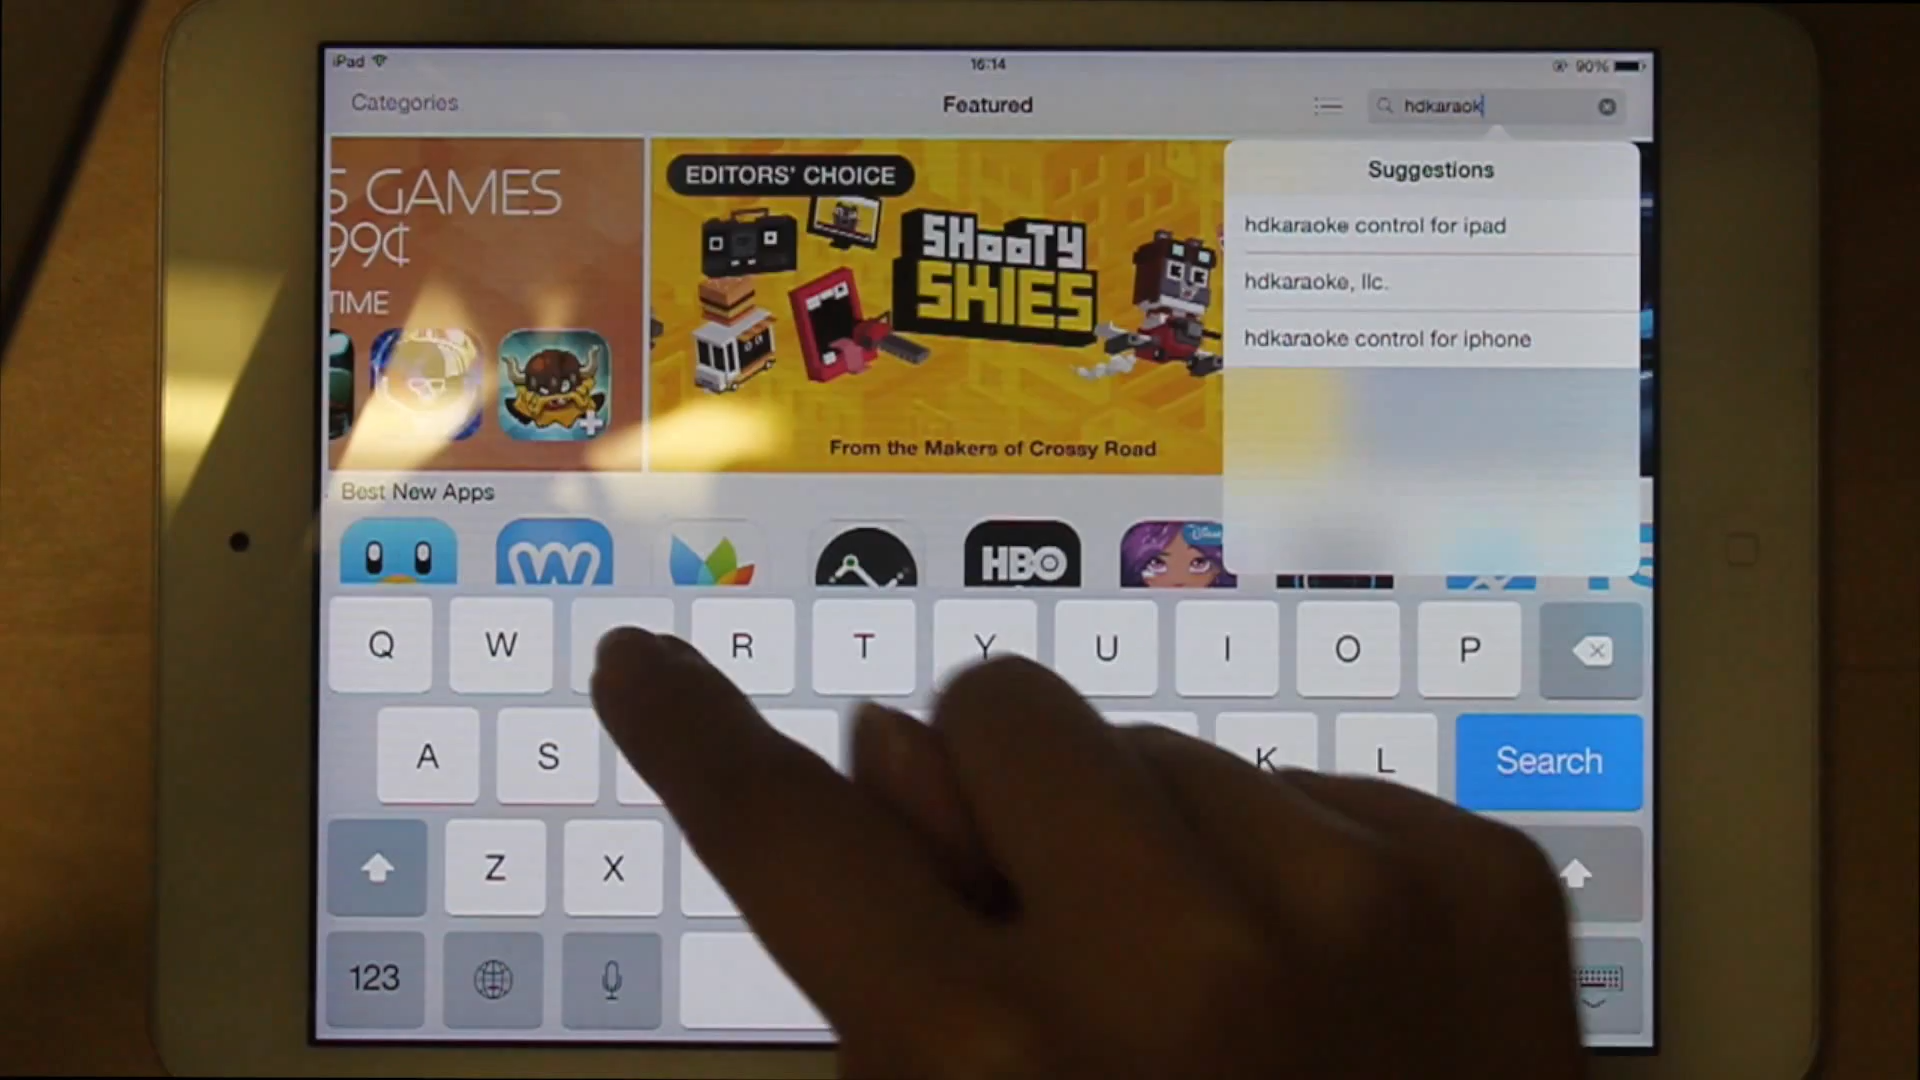 iPad
16:14
90%
Categories
Featured
hdkaraok
S GAMES
99¢
TIME
EDITORS' CHOICE
SHOOTY
SKIES
From the Makers of Crossy Road
Suggestions
hdkaraoke control for ipad
hdkaraoke, llc.
hdkaraoke control for iphone
Best New Apps
HBO
Disney
Q W R T Y U I O P
A S K L Search
Z X
123